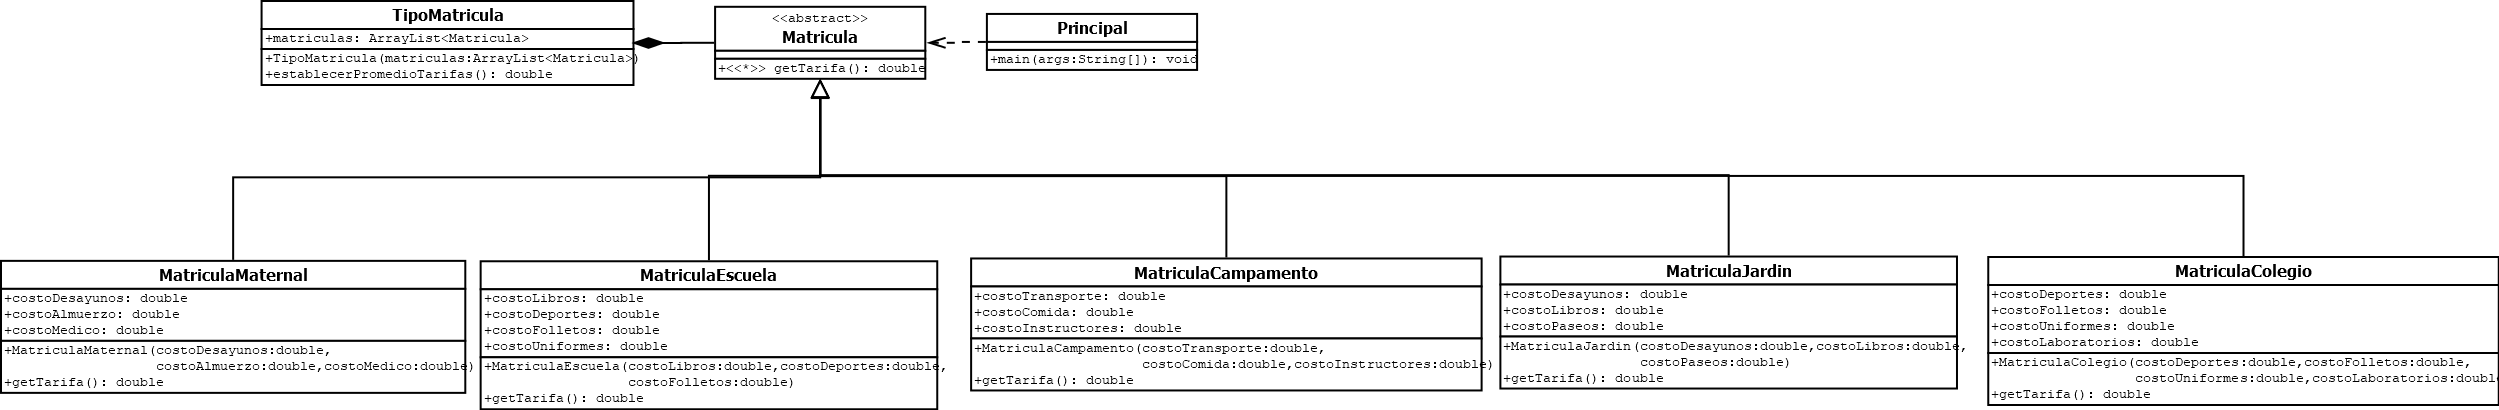 TipoMatricula
+matriculas: ArrayList<Matricula>
+TipoMatricula(matriculas:ArrayList<Matricula>)
+establecerPromedioTarifas(): double
<<abstract>>
Matricula
+<<*>> getTarifa(): double
Principal
+main(args:String[]): void
MatriculaMaternal
+costoDesayunos: double
+costoAlmuerzo: double
+costoMedico: double
+MatriculaMaternal(costoDesayunos:double,
costoAlmuerzo:double,costoMedico:double)
+getTarifa(): double
MatriculaEscuela
+costoLibros: double
+costoDeportes: double
+costoFolletos: double
+costoUniformes: double
+MatriculaEscuela(costoLibros:double,costoDeportes:double,
costoFolletos:double)
+getTarifa(): double
MatriculaCampamento
+costoTransporte: double
+costoComida: double
+costoInstructores: double
+MatriculaCampamento(costoTransporte:double,
costoComida:double,costoInstructores:double)
+getTarifa(): double
MatriculaJardin
+costoDesayunos: double
+costoLibros: double
+costoPaseos: double
+MatriculaJardin(costoDesayunos:double,costoLibros:double,
costoPaseos:double)
+getTarifa(): double
MatriculaColegio
+costoDeportes: double
+costoFolletos: double
+costoUniformes: double
+costoLaboratorios: double
+MatriculaColegio(costoDeportes:double,costoFolletos:double,
costoUniformes:double,costoLaboratorios:double
+getTarifa(): double